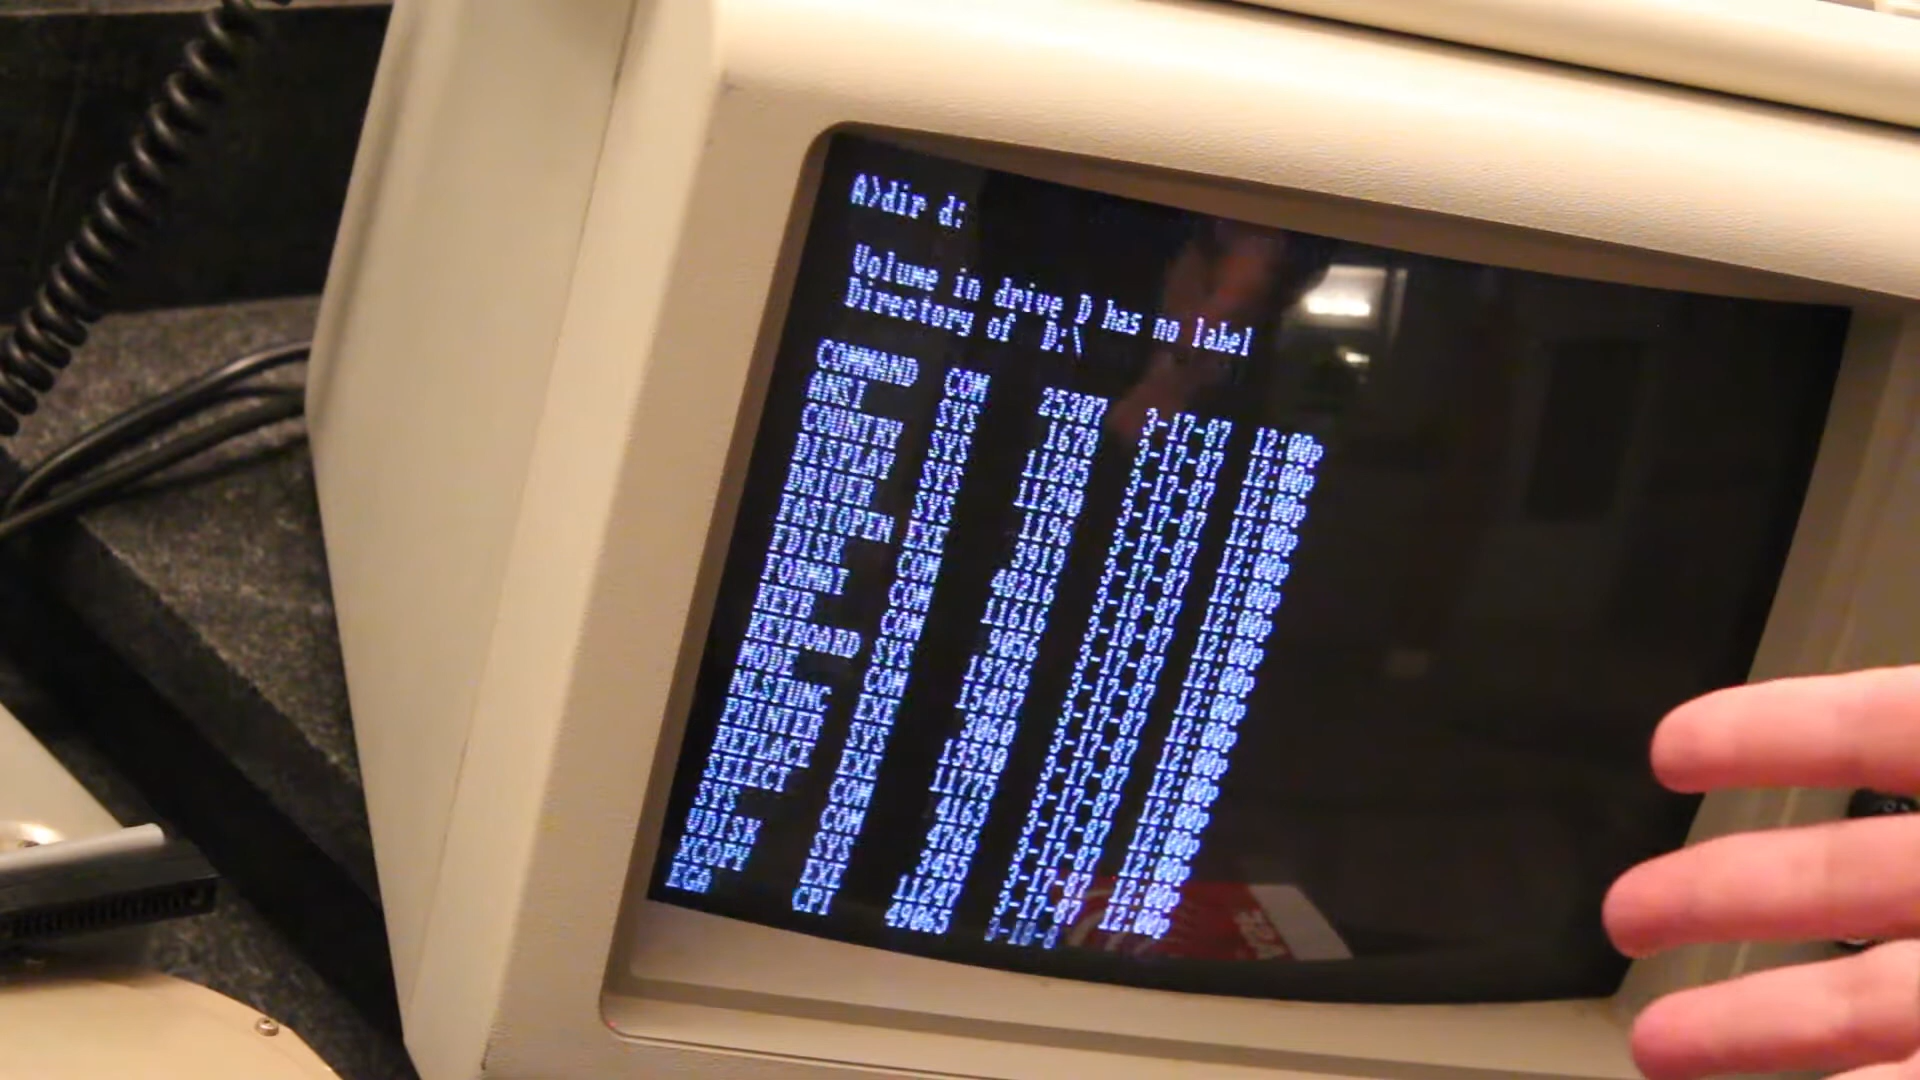 A>dir d:
Volume in drive D has no label
Directory of  D:\
COMMAND  COM    25307   3-17-87  12:00p
ANSI     SYS     1678   3-17-87  12:00p
COUNTRY  SYS    11285   3-17-87  12:00p
DISPLAY  SYS    11290   3-17-87  12:00p
DRIVER   SYS     1196   3-17-87  12:00p
FASTOPEN EXE     3919   3-17-87  12:00p
FDISK    COM    48216   3-18-87  12:00p
FORMAT   COM    11616   3-18-87  12:00p
KEYB     COM     9056   3-17-87  12:00p
KEYBOARD SYS    19766   3-17-87  12:00p
MODE     COM    15487   3-17-87  12:00p
NLSFUNC  EXE     3060   3-17-87  12:00p
PRINTER  SYS    13590   3-17-87  12:00p
REPLACE  EXE    11775   3-17-87  12:00p
SELECT   COM     4163   3-17-87  12:00p
SYS      COM     4766   3-17-87  12:00p
VDISK    SYS     3455   3-17-87  12:00p
XCOPY    EXE    11247   3-17-87  12:00p
EGA      CPI    49065   3-18-8